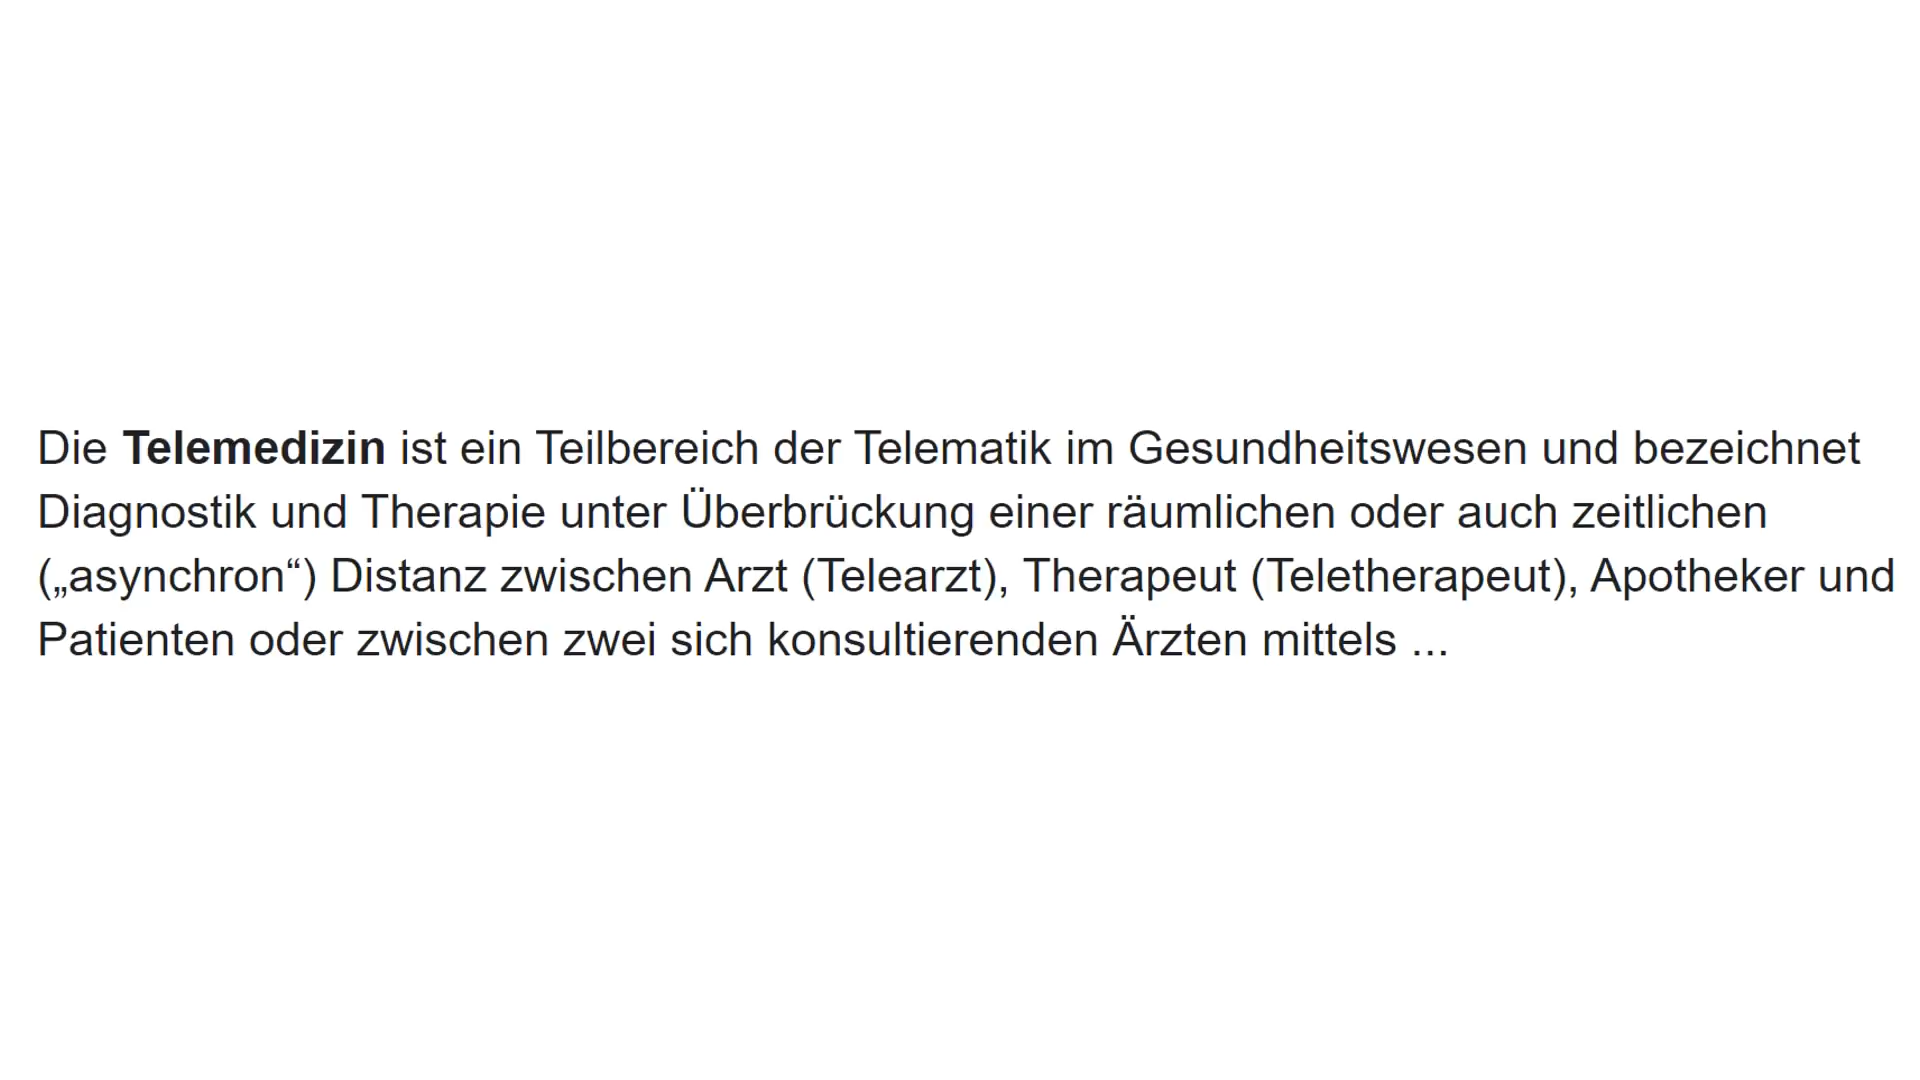 Die Telemedizin ist ein Teilbereich der Telematik im Gesundheitswesen und bezeichnet
Diagnostik und Therapie unter Überbrückung einer räumlichen oder auch zeitlichen
(„asynchron“) Distanz zwischen Arzt (Telearzt), Therapeut (Teletherapeut), Apotheker und
Patienten oder zwischen zwei sich konsultierenden Ärzten mittels ...